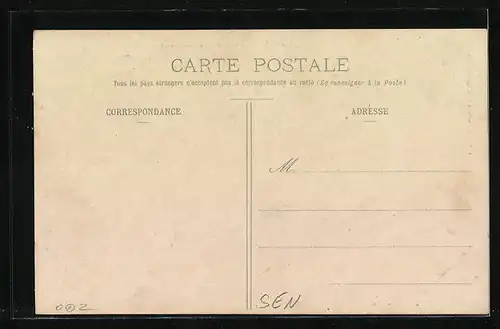 CARTE POSTALE
Tous les pays étrangers n'acceptent pas la correspondance au recto (Se renseigner à la Poste)
CORRESPONDANCE
ADRESSE
M
SEN